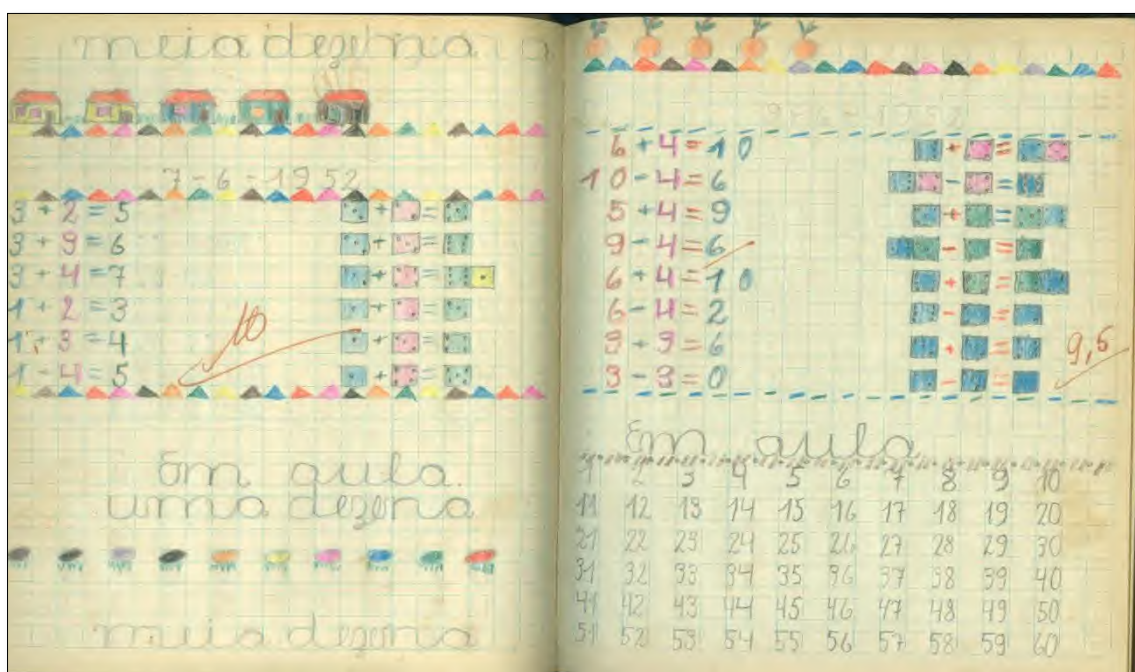 meia dezena
7-6-1952
3 + 2 = 5 + =
3 + 3 = 6 + =
3 + 4 = 7 + =
1 + 2 = 3 + =
1 + 3 = 4 + =
1 + 4 = 5 + =
10
Em aula.
uma dezena
meia dezena
9-6-1952
6 + 4 = 10 + =
10 - 4 = 6 - =
5 + 4 = 9 + =
9 - 4 = 6 - =
6 + 4 = 10 + =
6 - 4 = 2 - =
3 + 3 = 6 + =
3 - 3 = 0 - =
9,5
Em aula.
1 2 3 4 5 6 7 8 9 10
11 12 13 14 15 16 17 18 19 20
21 22 23 24 25 26 27 28 29 30
31 32 33 34 35 36 37 38 39 40
41 42 43 44 45 46 47 48 49 50
51 52 53 54 55 56 57 58 59 60